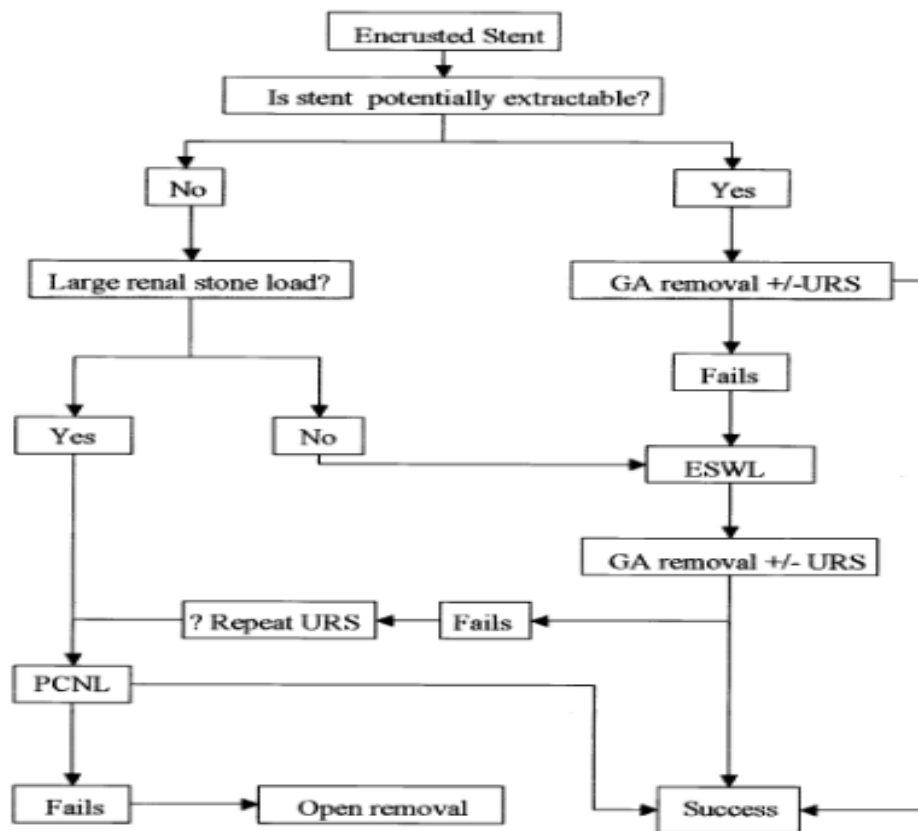 Encrusted Stent
Is stent potentially extractable?
No
Yes
Large renal stone load?
GA removal +/-URS
Fails
Yes
No
ESWL
GA removal +/- URS
? Repeat URS
Fails
PCNL
Fails
Open removal
Success